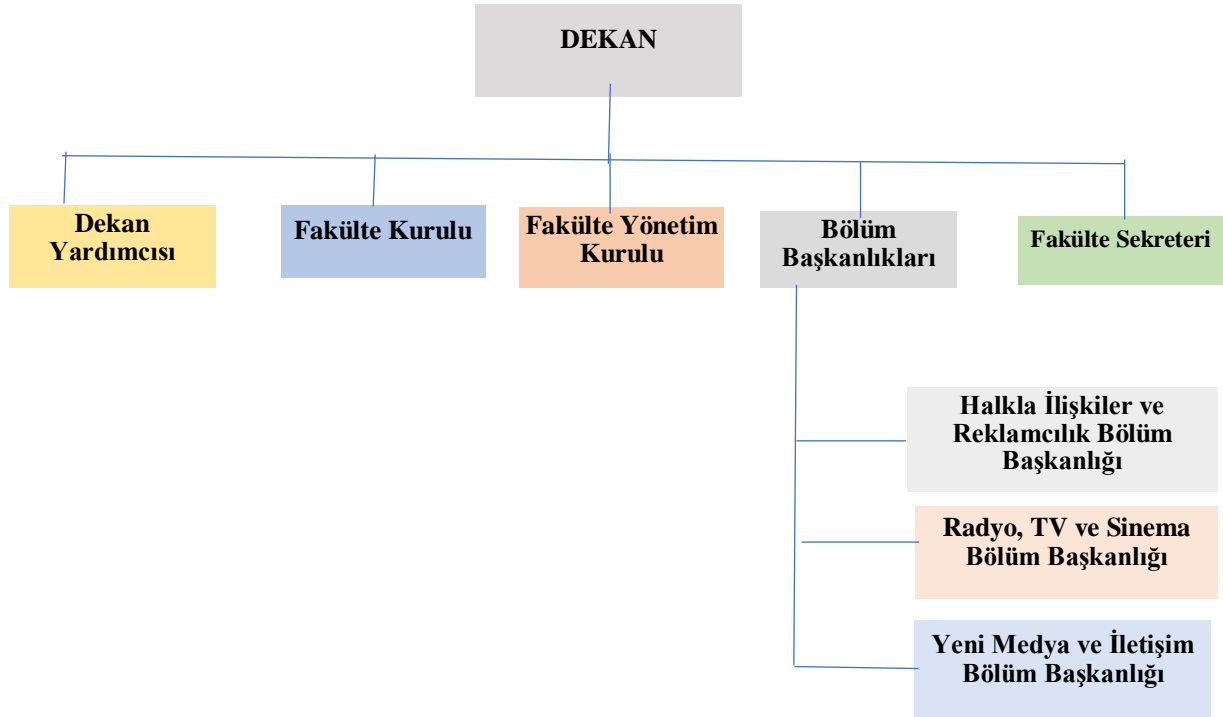 DEKAN
Dekan
Yardımcısı
Fakülte Kurulu
Fakülte Yönetim
Kurulu
Bölüm
Başkanlıkları
Fakülte Sekreteri
Halkla İlişkiler ve
Reklamcılık Bölüm
Başkanlığı
Radyo, TV ve Sinema
Bölüm Başkanlığı
Yeni Medya ve İletişim
Bölüm Başkanlığı